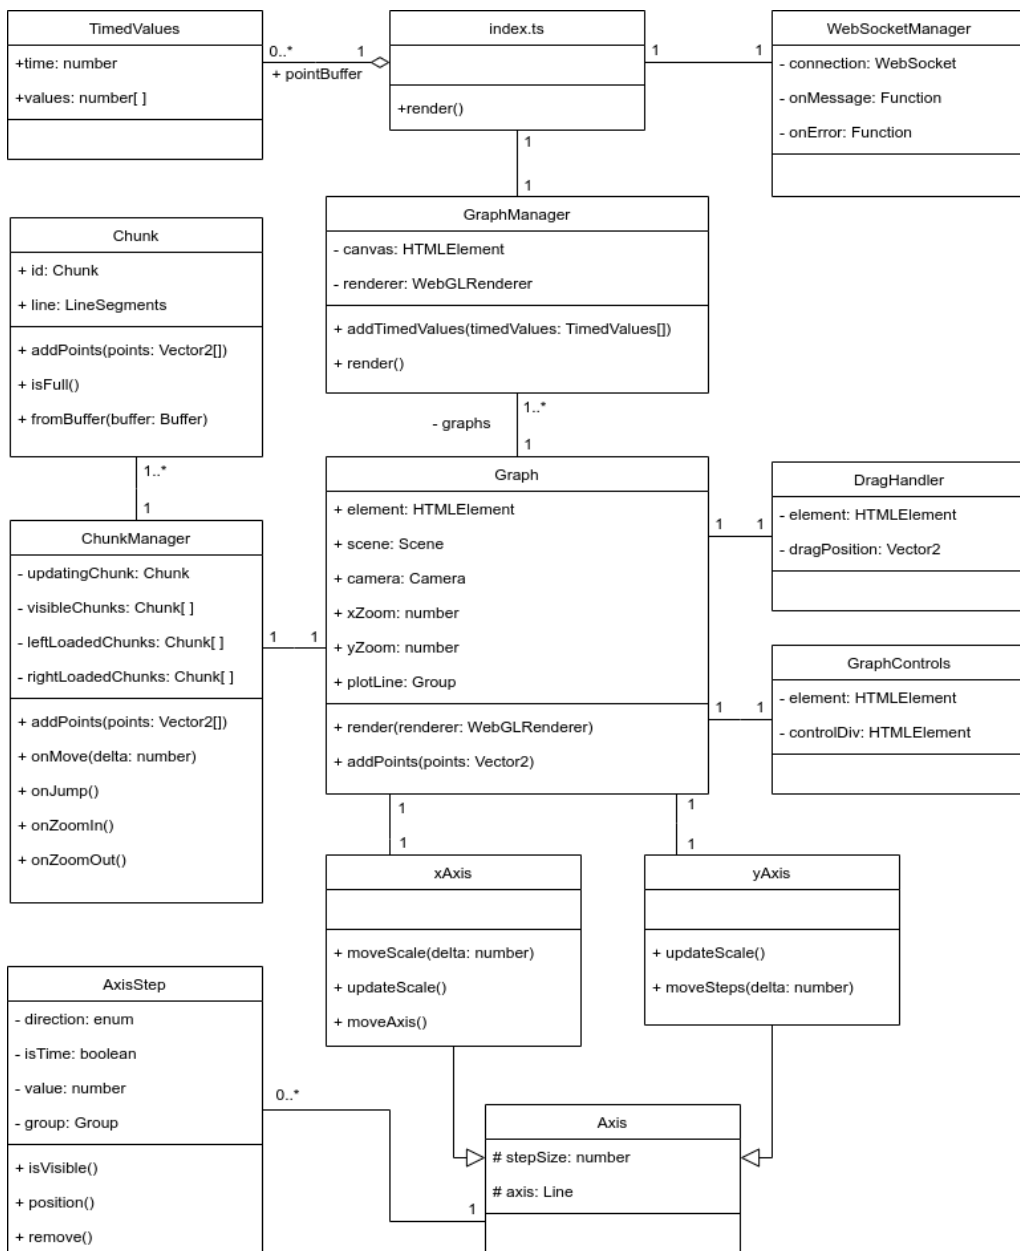 TimedValues
+time: number
+values: number[ ]
0..*
1
+ pointBuffer
index.ts
+render()
1
1
WebSocketManager
- connection: WebSocket
- onMessage: Function
- onError: Function
1
1
GraphManager
- canvas: HTMLElement
- renderer: WebGLRenderer
+ addTimedValues(timedValues: TimedValues[])
+ render()
Chunk
+ id: Chunk
+ line: LineSegments
+ addPoints(points: Vector2[])
+ isFull()
+ fromBuffer(buffer: Buffer)
1..*
- graphs
1
1..*
1
ChunkManager
- updatingChunk: Chunk
- visibleChunks: Chunk[ ]
- leftLoadedChunks: Chunk[ ]
- rightLoadedChunks: Chunk[ ]
+ addPoints(points: Vector2[])
+ onMove(delta: number)
+ onJump()
+ onZoomIn()
+ onZoomOut()
1
1
Graph
+ element: HTMLElement
+ scene: Scene
+ camera: Camera
+ xZoom: number
+ yZoom: number
+ plotLine: Group
+ render(renderer: WebGLRenderer)
+ addPoints(points: Vector2)
1
1
DragHandler
- element: HTMLElement
- dragPosition: Vector2
1
1
GraphControls
- element: HTMLElement
- controlDiv: HTMLElement
1
1
1
1
xAxis
+ moveScale(delta: number)
+ updateScale()
+ moveAxis()
yAxis
+ updateScale()
+ moveSteps(delta: number)
AxisStep
- direction: enum
- isTime: boolean
- value: number
- group: Group
+ isVisible()
+ position()
+ remove()
0..*
1
Axis
# stepSize: number
# axis: Line